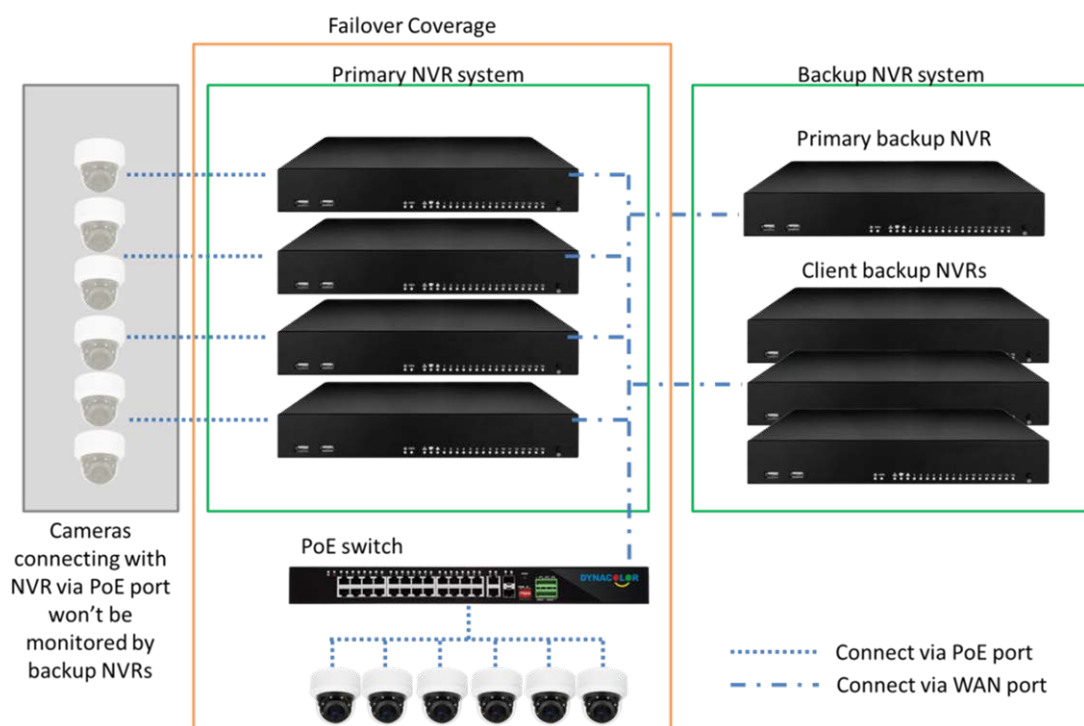 Failover Coverage
Primary NVR system
Backup NVR system
Primary backup NVR
Client backup NVRs
Cameras
connecting with
NVR via PoE port
won't be
monitored by
backup NVRs
PoE switch
DYNACOLOR
Connect via PoE port
Connect via WAN port